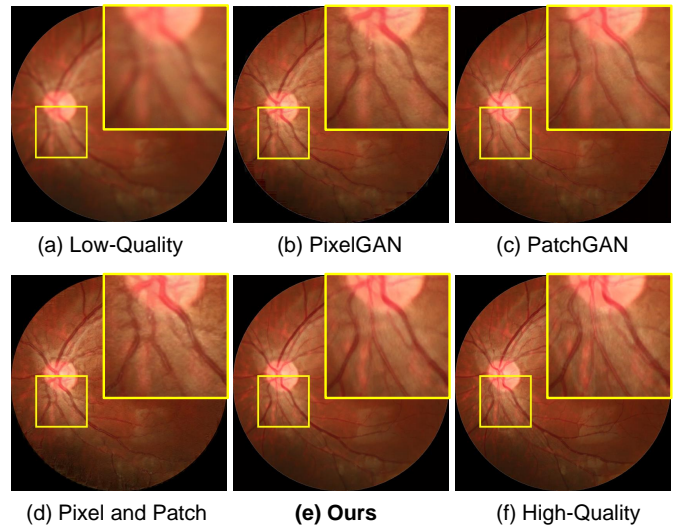 (a) Low-Quality
(b) PixelGAN
(c) PatchGAN
(d) Pixel and Patch
(e) Ours
(f) High-Quality